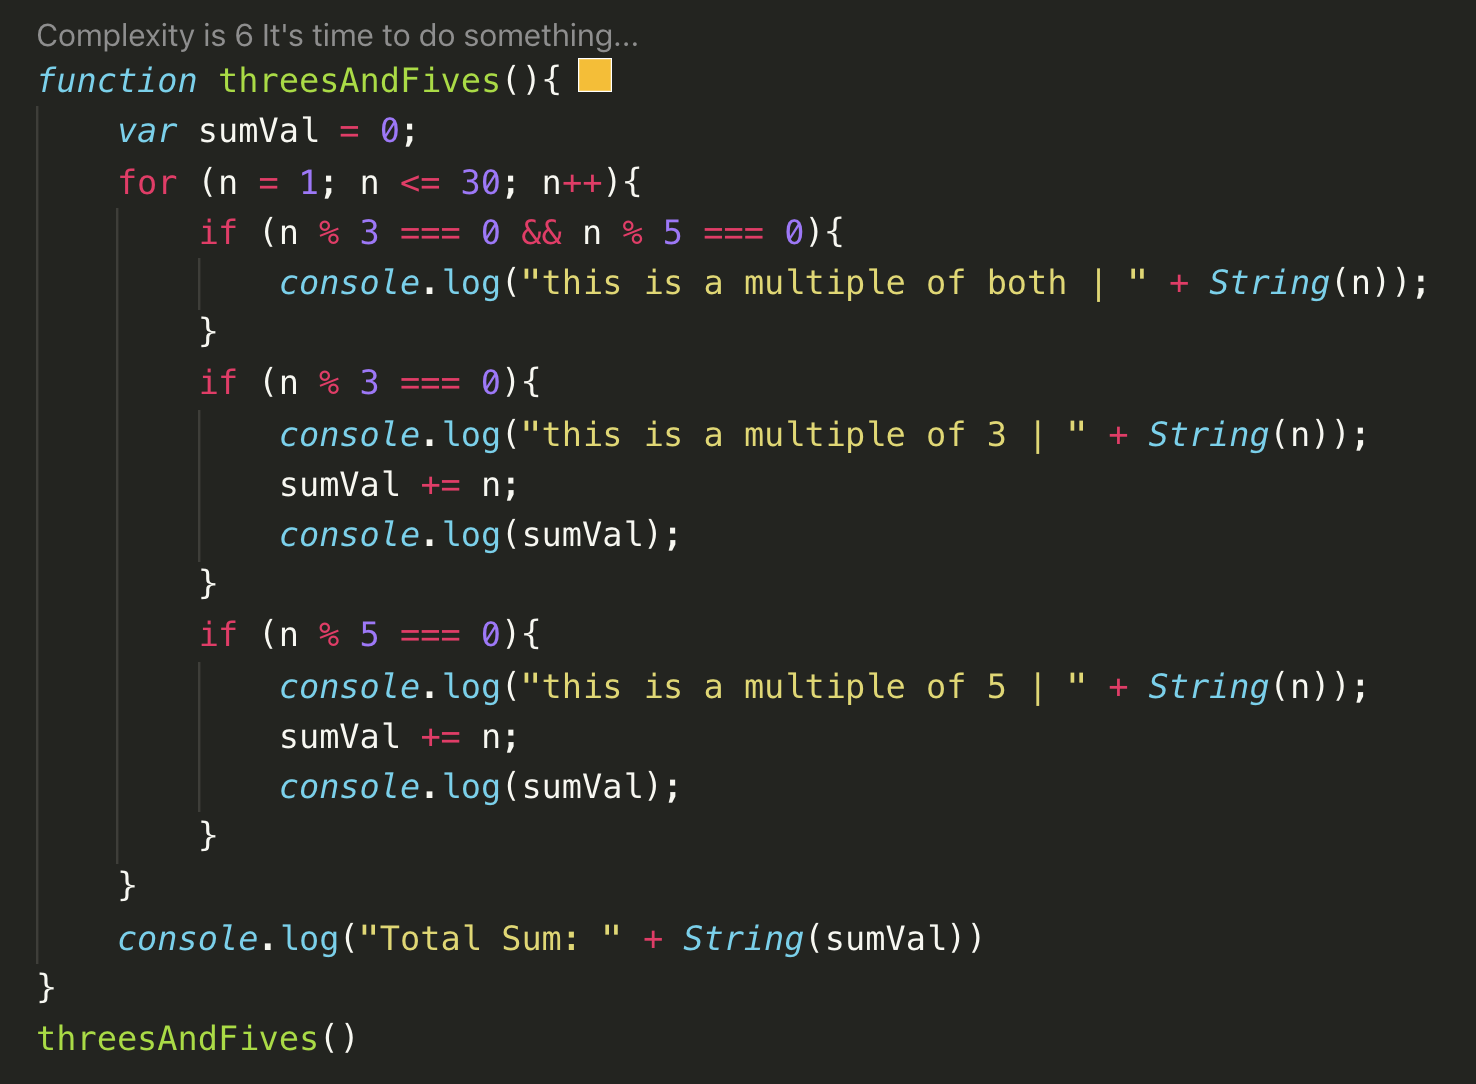 Complexity is 6 It's time to do something...
function threesAndFives(){
    var sumVal = 0;
    for (n = 1; n <= 30; n++){
        if (n % 3 === 0 && n % 5 === 0){
            console.log("this is a multiple of both | " + String(n));
        }
        if (n % 3 === 0){
            console.log("this is a multiple of 3 | " + String(n));
            sumVal += n;
            console.log(sumVal);
        }
        if (n % 5 === 0){
            console.log("this is a multiple of 5 | " + String(n));
            sumVal += n;
            console.log(sumVal);
        }
    }
    console.log("Total Sum: " + String(sumVal))
}
threesAndFives()